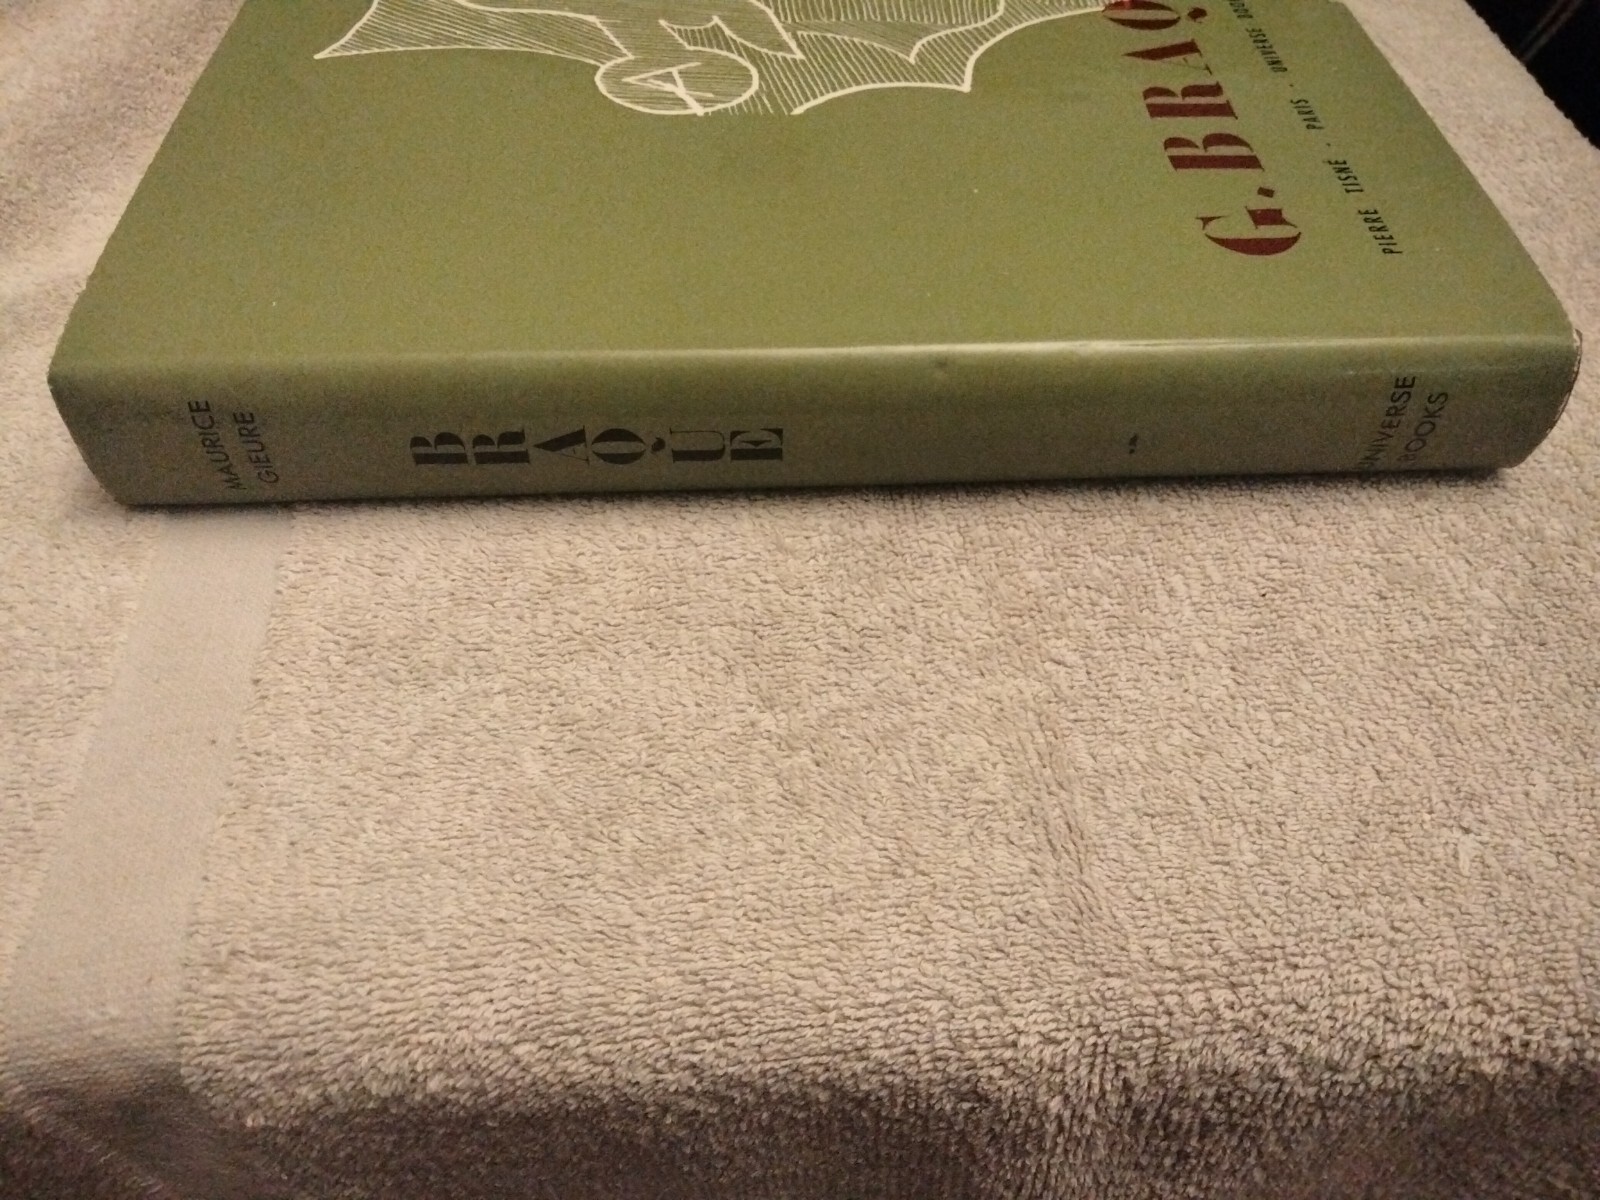 G. BRAQ
PIERRE TISNÉ · PARIS · UNIVERSE
MAURICE
GIEURE
BRAQUE
UNIVERSE
BOOKS